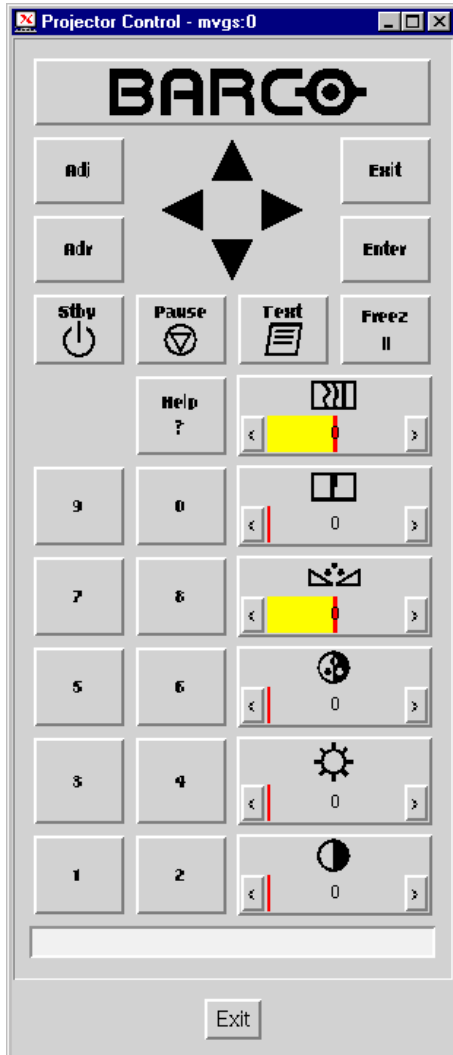 Projector Control - mvgs:0
BARCO
Adj
Exit
Adr
Enter
Stby
Pause
Text
Freez
II
Help
?
< 0 >
9
0
< 0 >
7
8
< 0 >
5
6
< 0 >
3
4
< 0 >
1
2
< 0 >
Exit